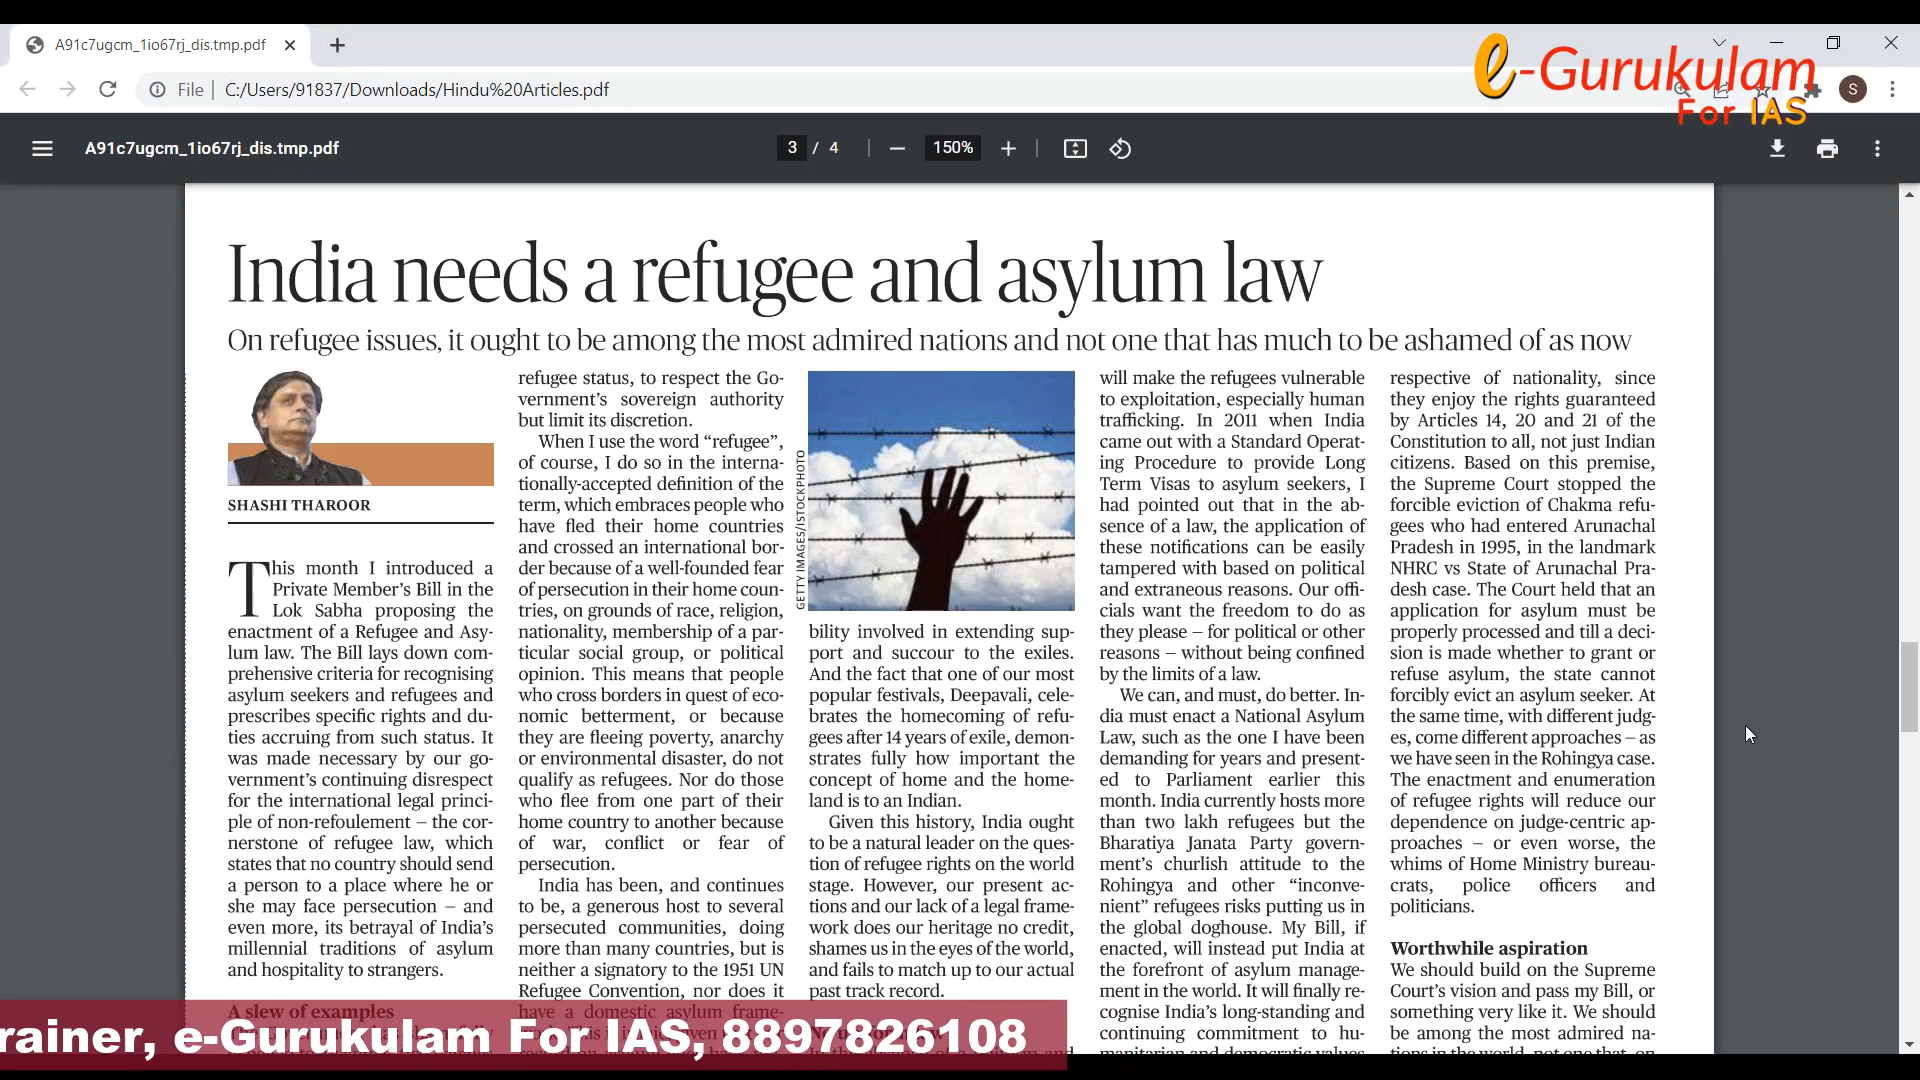 A91c7ugcm_1io67rj_dis.tmp.pdf
e-Gurukulam
For IAS
File
C:/Users/91837/Downloads/Hindu%20Articles.pdf
S
A91c7ugcm_1io67rj_dis.tmp.pdf
3 / 4
150%
India needs a refugee and asylum law
On refugee issues, it ought to be among the most admired nations and not one that has much to be ashamed of as now
SHASHI THAROOR
This month I introduced a
Private Member's Bill in the
Lok Sabha proposing the
enactment of a Refugee and Asy-
lum law. The Bill lays down com-
prehensive criteria for recognising
asylum seekers and refugees and
prescribes specific rights and du-
ties accruing from such status. It
was made necessary by our go-
vernment's continuing disrespect
for the international legal princi-
ple of non-refoulement – the cor-
nerstone of refugee law, which
states that no country should send
a person to a place where he or
she may face persecution – and
even more, its betrayal of India's
millennial traditions of asylum
and hospitality to strangers.
A slew of examples
refugee status, to respect the Go-
vernment's sovereign authority
but limit its discretion.
When I use the word “refugee”,
of course, I do so in the interna-
tionally-accepted definition of the
term, which embraces people who
have fled their home countries
and crossed an international bor-
der because of a well-founded fear
of persecution in their home coun-
tries, on grounds of race, religion,
nationality, membership of a par-
ticular social group, or political
opinion. This means that people
who cross borders in quest of eco-
nomic betterment, or because
they are fleeing poverty, anarchy
or environmental disaster, do not
qualify as refugees. Nor do those
who flee from one part of their
home country to another because
of war, conflict or fear of
persecution.
India has been, and continues
to be, a generous host to several
persecuted communities, doing
more than many countries, but is
neither a signatory to the 1951 UN
Refugee Convention, nor does it
have a domestic asylum frame-
GETTY IMAGES/ISTOCKPHOTO
bility involved in extending sup-
port and succour to the exiles.
And the fact that one of our most
popular festivals, Deepavali, cele-
brates the homecoming of refu-
gees after 14 years of exile, demon-
strates fully how important the
concept of home and the home-
land is to an Indian.
Given this history, India ought
to be a natural leader on the ques-
tion of refugee rights on the world
stage. However, our present ac-
tions and our lack of a legal frame-
work does our heritage no credit,
shames us in the eyes of the world,
and fails to match up to our actual
past track record.
will make the refugees vulnerable
to exploitation, especially human
trafficking. In 2011 when India
came out with a Standard Operat-
ing Procedure to provide Long
Term Visas to asylum seekers, I
had pointed out that in the ab-
sence of a law, the application of
these notifications can be easily
tampered with based on political
and extraneous reasons. Our offi-
cials want the freedom to do as
they please – for political or other
reasons – without being confined
by the limits of a law.
We can, and must, do better. In-
dia must enact a National Asylum
Law, such as the one I have been
demanding for years and present-
ed to Parliament earlier this
month. India currently hosts more
than two lakh refugees but the
Bharatiya Janata Party govern-
ment's churlish attitude to the
Rohingya and other “inconve-
nient” refugees risks putting us in
the global doghouse. My Bill, if
enacted, will instead put India at
the forefront of asylum manage-
ment in the world. It will finally re-
cognise India's long-standing and
continuing commitment to hu-
manitarian and democratic values
respective of nationality, since
they enjoy the rights guaranteed
by Articles 14, 20 and 21 of the
Constitution to all, not just Indian
citizens. Based on this premise,
the Supreme Court stopped the
forcible eviction of Chakma refu-
gees who had entered Arunachal
Pradesh in 1995, in the landmark
NHRC vs State of Arunachal Pra-
desh case. The Court held that an
application for asylum must be
properly processed and till a deci-
sion is made whether to grant or
refuse asylum, the state cannot
forcibly evict an asylum seeker. At
the same time, with different judg-
es, come different approaches – as
we have seen in the Rohingya case.
The enactment and enumeration
of refugee rights will reduce our
dependence on judge-centric ap-
proaches – or even worse, the
whims of Home Ministry bureau-
crats, police officers and
politicians.
Worthwhile aspiration
We should build on the Supreme
Court's vision and pass my Bill, or
something very like it. We should
be among the most admired na-
tions in the world, not one that, on
rainer, e-Gurukulam For IAS, 8897826108